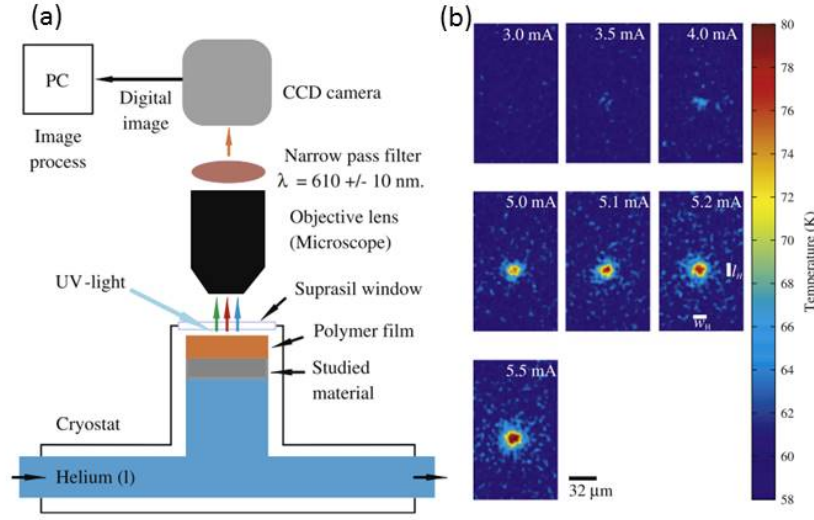 (a)
PC
Digital
image
Image
process
CCD camera
Narrow pass filter
λ = 610 +/- 10 nm.
Objective lens
(Microscope)
UV-light
Suprasil window
Polymer film
Studied
material
Cryostat
Helium (l)
(b)
3.0 mA
3.5 mA
4.0 mA
5.0 mA
5.1 mA
5.2 mA
l_H
w_H
5.5 mA
32 μm
80
78
76
74
72
70
68
66
64
62
60
58
Temperature (K)